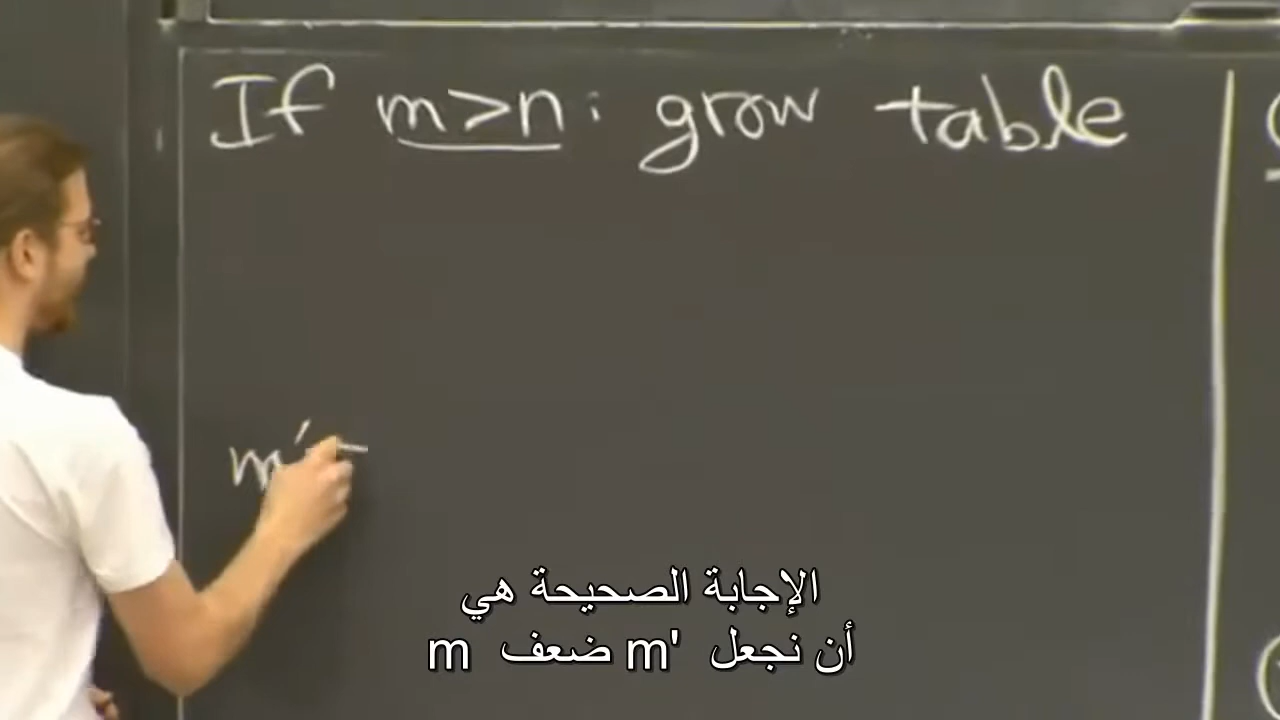 If m>n: grow table
m' =
الإجابة الصحيحة هي
أن نجعل m' ضعف m